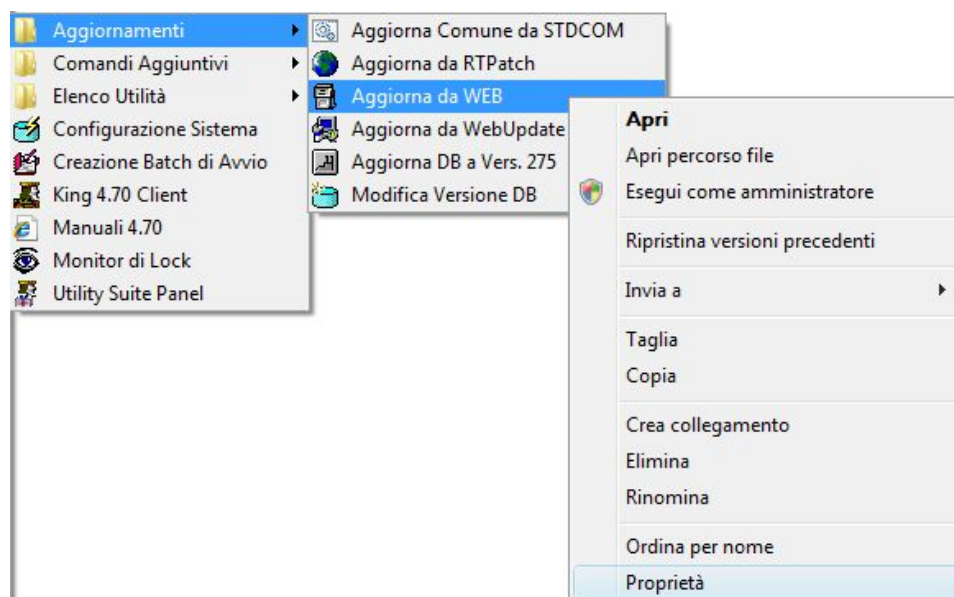 Aggiornamenti
Comandi Aggiuntivi
Elenco Utilità
Configurazione Sistema
Creazione Batch di Avvio
King 4.70 Client
Manuali 4.70
Monitor di Lock
Utility Suite Panel
Aggiorna Comune da STDCOM
Aggiorna da RTPatch
Aggiorna da WEB
Aggiorna da WebUpdate
Aggiorna DB a Vers. 275
Modifica Versione DB
Apri
Apri percorso file
Esegui come amministratore
Ripristina versioni precedenti
Invia a
Taglia
Copia
Crea collegamento
Elimina
Rinomina
Ordina per nome
Proprietà